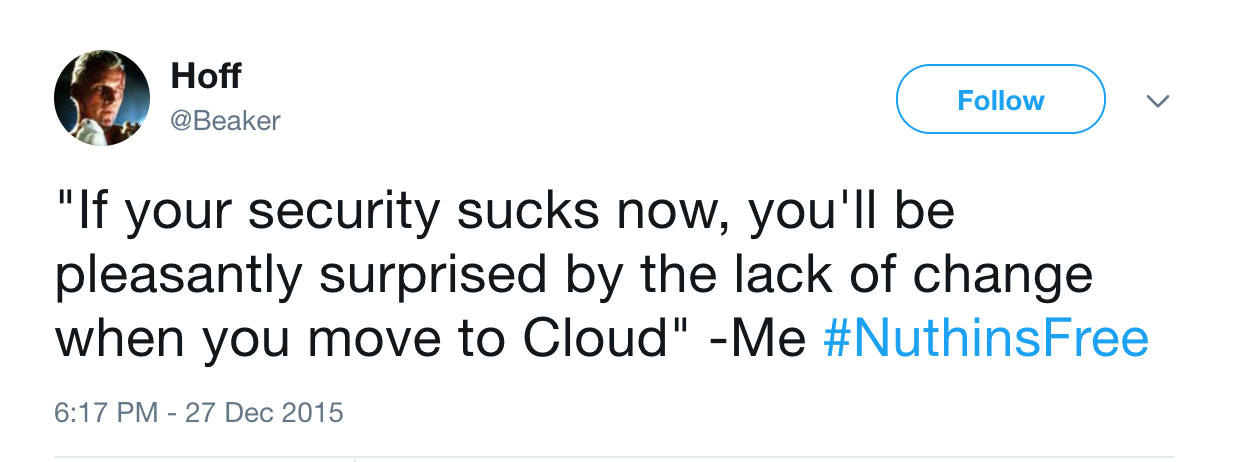 Hoff
@Beaker
Follow
"If your security sucks now, you'll be
pleasantly surprised by the lack of change
when you move to Cloud" -Me #NuthinsFree
6:17 PM - 27 Dec 2015